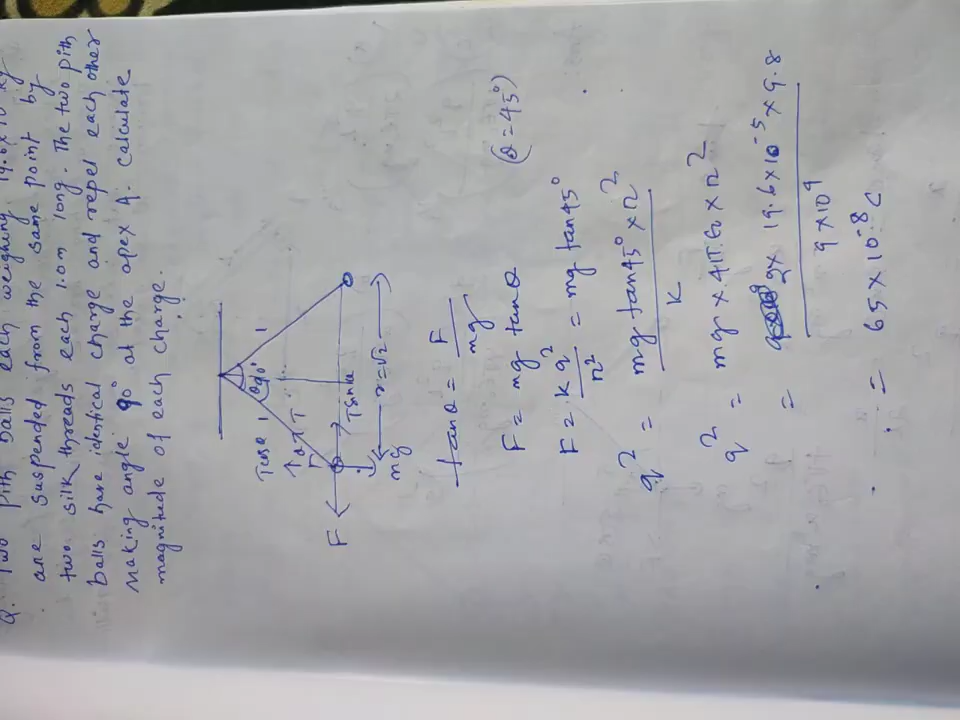 Q. Two pith balls each weighing 19.6 x 10 kg
are suspended from the same point by
two silk threads each 1.0m long. The two pith
balls have identical charge and repel each other
making angle 90° at the apex A. calculate
magnitude of each charge.
90°
1
1
T
F
r=√2
mg
tanθ = F/mg
F = mg tanθ
F = k q²/r² = mg tan45° (θ = 45°)
q² = mg tan45° x r² / K
q² = mg x 4π ε₀ x r²
= 2 x 19.6 x 10⁻⁵ x 9.8 / 9 x 10⁹
= 65 x 10⁻⁸ C